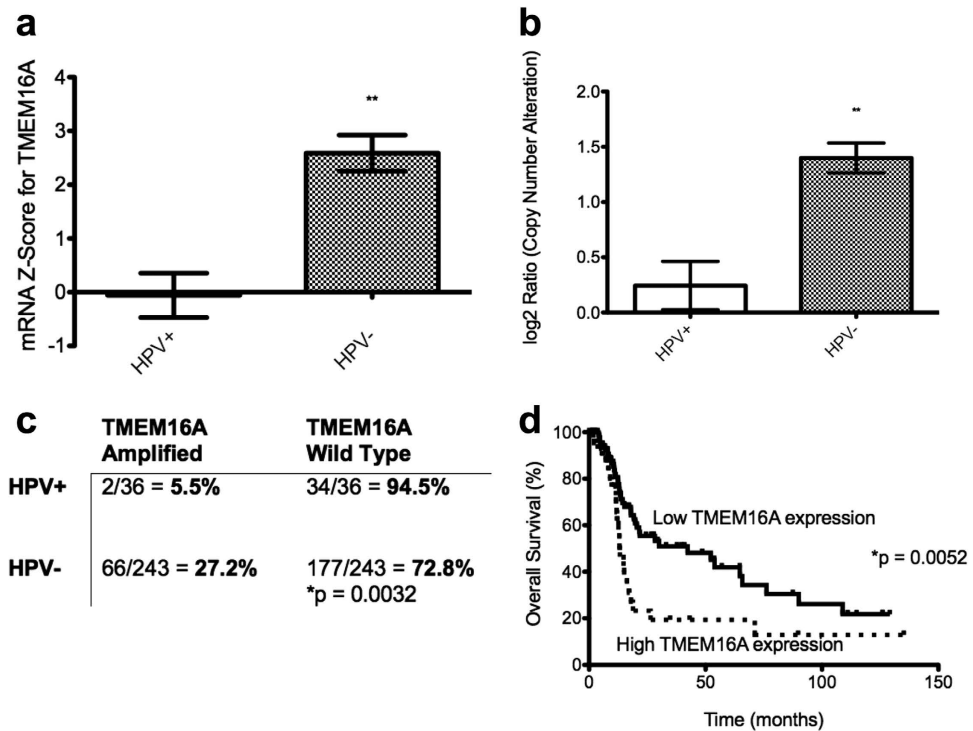 a
mRNA Z-Score for TMEM16A
4
3
2
1
0
-1
**
HPV+
HPV-
b
log2 Ratio (Copy Number Alteration)
2.0
1.5
1.0
0.5
0.0
**
HPV+
HPV-
c
TMEM16A Amplified
TMEM16A Wild Type
HPV+
2/36 = 5.5%
34/36 = 94.5%
HPV-
66/243 = 27.2%
177/243 = 72.8%
*p = 0.0032
d
Overall Survival (%)
100
80
60
40
20
0
Low TMEM16A expression
*p = 0.0052
High TMEM16A expression
0
50
100
150
Time (months)